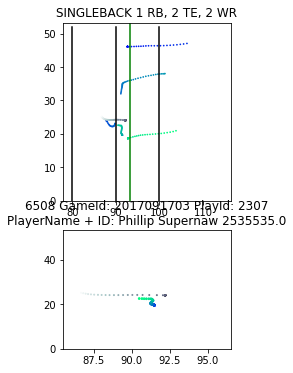 SINGLEBACK 1 RB, 2 TE, 2 WR
50
40
30
20
10
0
80 90 100 110
6508 GameId: 2017091703 PlayId: 2307
PlayerName + ID: Phillip Supernaw 2535535.0
40
20
0
87.5 90.0 92.5 95.0